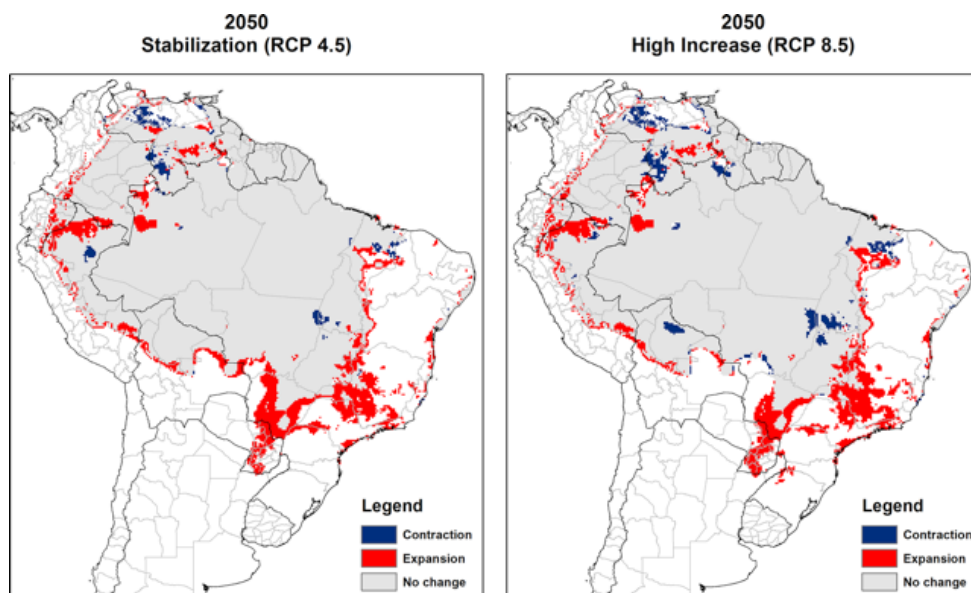 2050
Stabilization (RCP 4.5)
Legend
Contraction
Expansion
No change
2050
High Increase (RCP 8.5)
Legend
Contraction
Expansion
No change